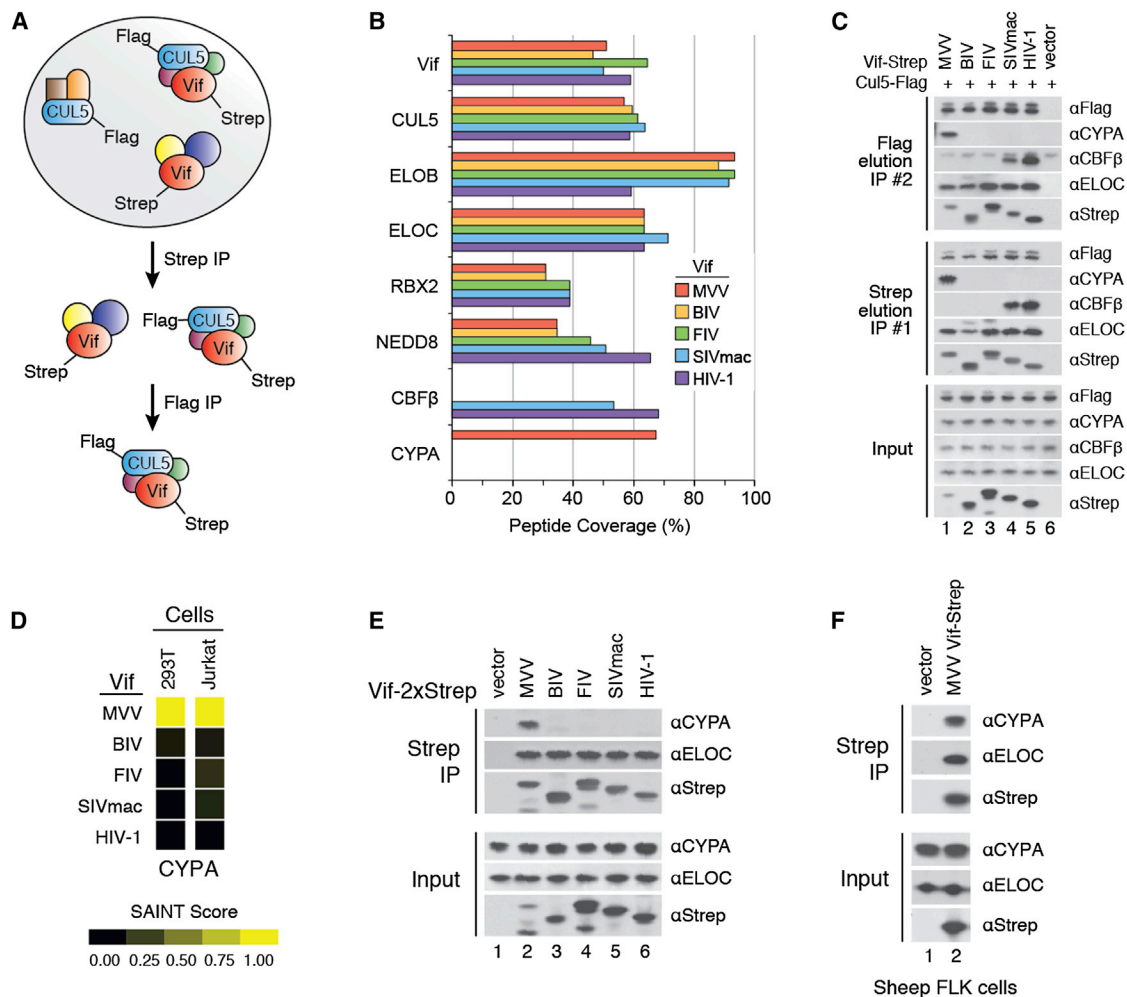 A
Flag
CUL5
Vif
Strep
CUL5
Flag
Vif
Strep
Strep IP
Vif
Strep
Flag
CUL5
Vif
Strep
Flag IP
Flag
CUL5
Vif
Strep
B
Vif
CUL5
ELOB
ELOC
RBX2
NEDD8
CBFβ
CYPA
Vif
MVV
BIV
FIV
SIVmac
HIV-1
0 20 40 60 80 100
Peptide Coverage (%)
C
Vif-Strep MVV BIV FIV SIVmac HIV-1 vector
Cul5-Flag + + + + + +
Flag elution IP #2
αFlag
αCYPA
αCBFβ
αELOC
αStrep
Strep elution IP #1
αFlag
αCYPA
αCBFβ
αELOC
αStrep
Input
αFlag
αCYPA
αCBFβ
αELOC
αStrep
1 2 3 4 5 6
D
Cells
Vif 293T Jurkat
MVV
BIV
FIV
SIVmac
HIV-1
CYPA
SAINT Score
0.00 0.25 0.50 0.75 1.00
E
Vif-2xStrep vector MVV BIV FIV SIVmac HIV-1
Strep IP
αCYPA
αELOC
αStrep
Input
αCYPA
αELOC
αStrep
1 2 3 4 5 6
F
vector MVV Vif-Strep
Strep IP
αCYPA
αELOC
αStrep
Input
αCYPA
αELOC
αStrep
1 2
Sheep FLK cells